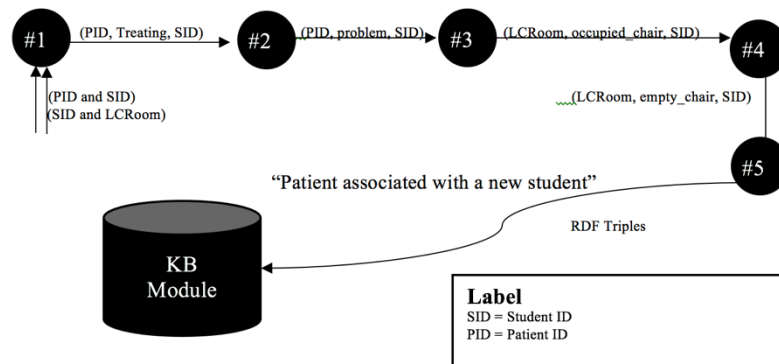 #1
(PID, Treating, SID)
#2
(PID, problem, SID)
#3
(LCRoom, occupied_chair, SID)
#4
(PID and SID)
(SID and LCRoom)
(LCRoom, empty_chair, SID)
#5
“Patient associated with a new student”
RDF Triples
KB
Module
Label
SID = Student ID
PID = Patient ID